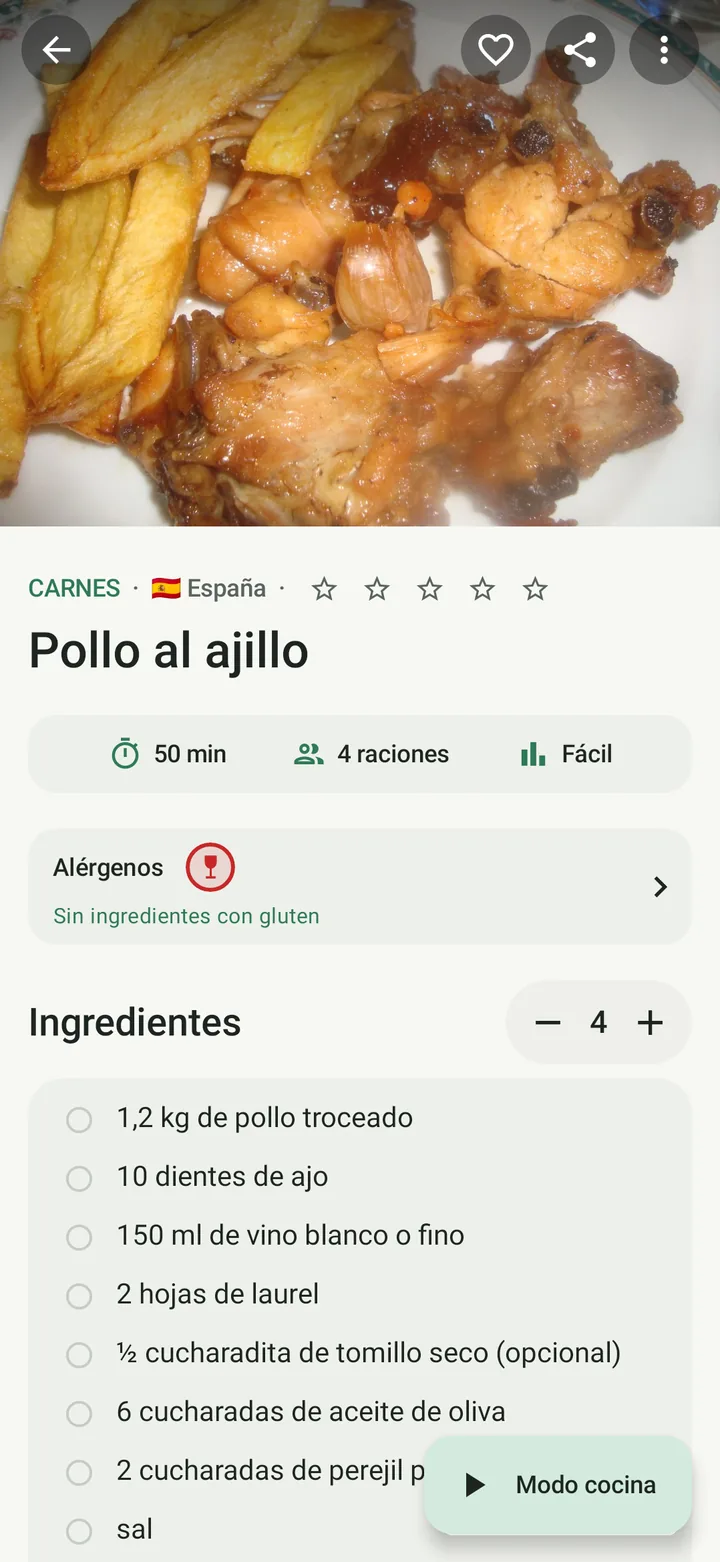 CARNES · España ·
Pollo al ajillo
50 min 4 raciones Fácil
Alérgenos
Sin ingredientes con gluten
Ingredientes − 4 +
1,2 kg de pollo troceado
10 dientes de ajo
150 ml de vino blanco o fino
2 hojas de laurel
½ cucharadita de tomillo seco (opcional)
6 cucharadas de aceite de oliva
2 cucharadas de perejil p
Modo cocina
sal